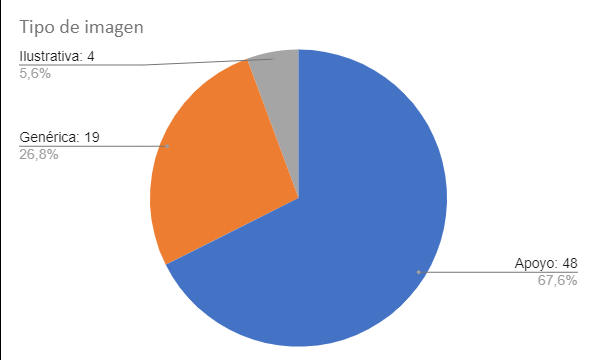 Tipo de imagen
Ilustrativa: 4
5,6%
Genérica: 19
26,8%
Apoyo: 48
67,6%